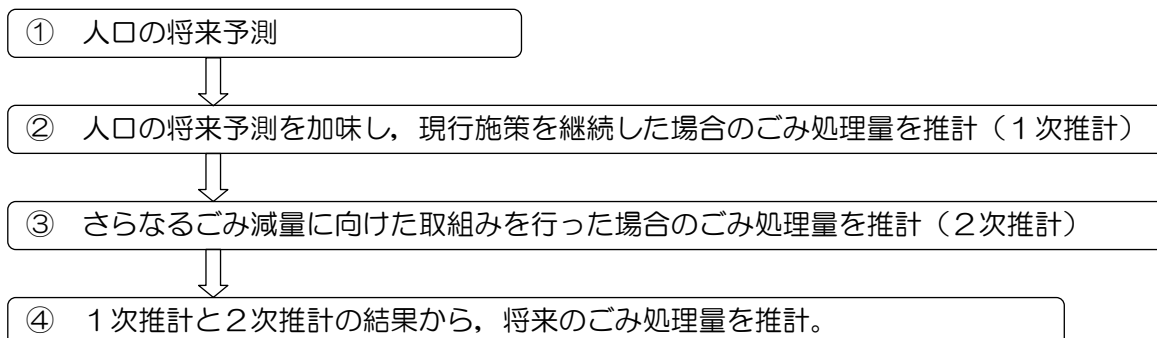 ① 人口の将来予測
② 人口の将来予測を加味し，現行施策を継続した場合のごみ処理量を推計（１次推計）
③ さらなるごみ減量に向けた取組みを行った場合のごみ処理量を推計（２次推計）
④ １次推計と２次推計の結果から，将来のごみ処理量を推計。